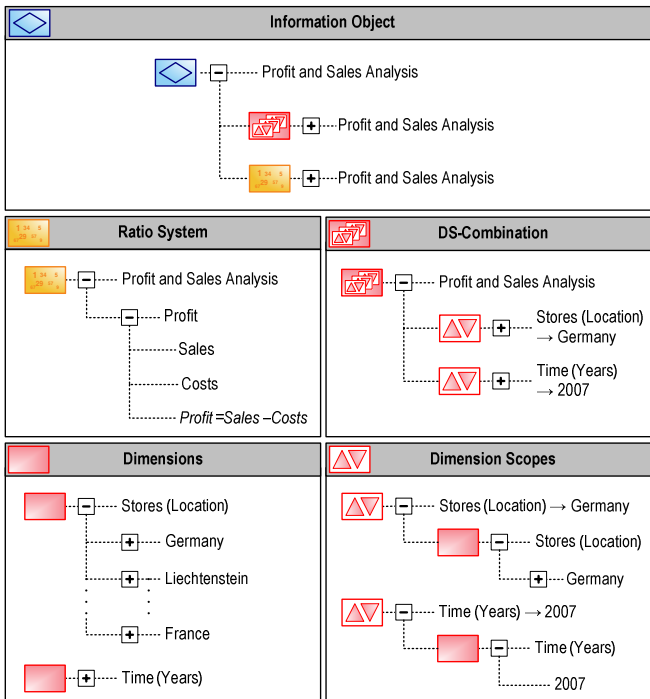 Information Object
Profit and Sales Analysis
Profit and Sales Analysis
Profit and Sales Analysis
Ratio System
Profit and Sales Analysis
Profit
Sales
Costs
Profit =Sales –Costs
DS-Combination
Profit and Sales Analysis
Stores (Location)
→ Germany
Time (Years)
→ 2007
Dimensions
Stores (Location)
Germany
Liechtenstein
France
Time (Years)
Dimension Scopes
Stores (Location) → Germany
Stores (Location)
Germany
Time (Years) → 2007
Time (Years)
2007